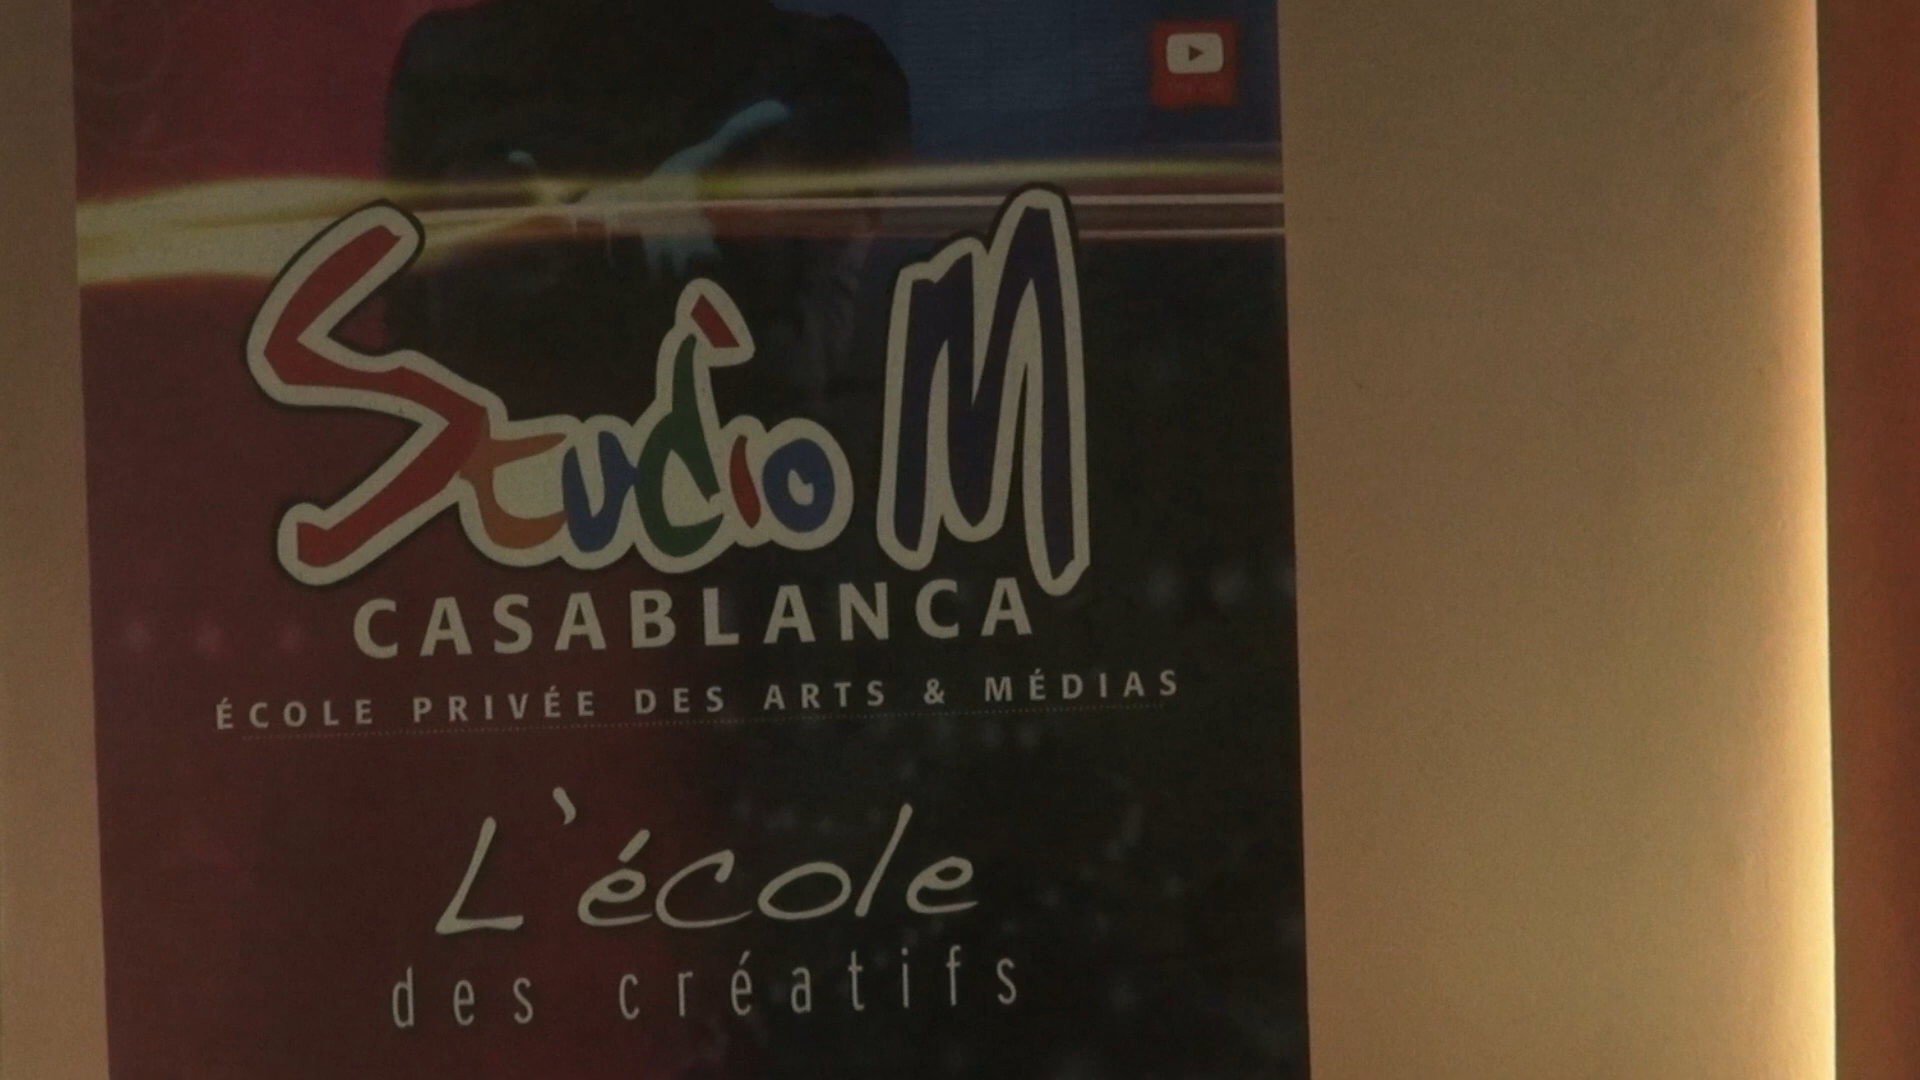 Studio M
CASABLANCA
ÉCOLE PRIVÉE DES ARTS & MÉDIAS
L'école
des créatifs